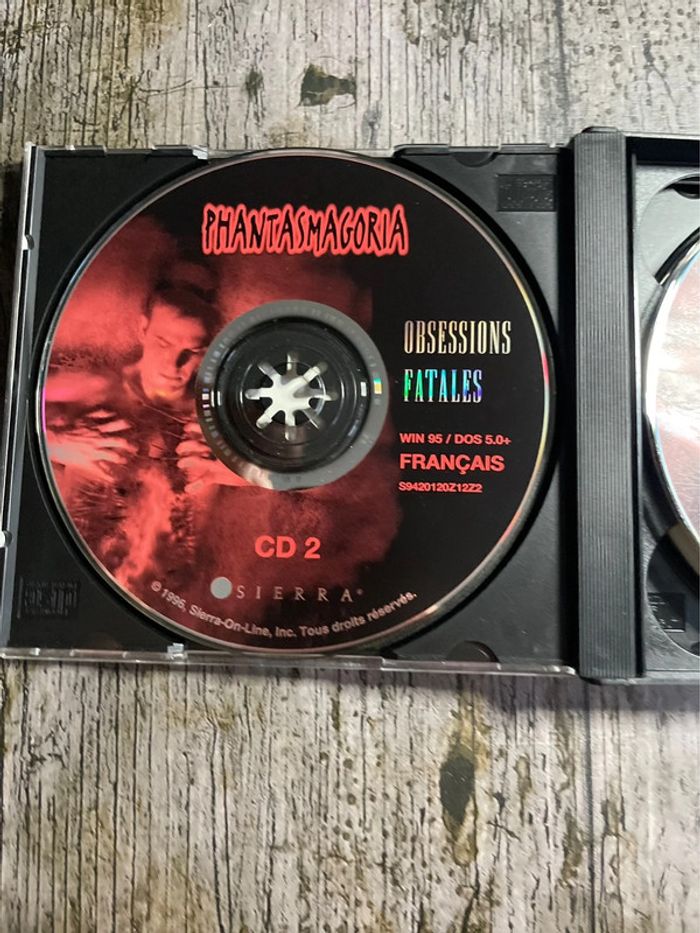 PHANTASMAGORIA
OBSESSIONS
FATALES
WIN 95 / DOS 5.0+
FRANÇAIS
S9420120Z12Z2
CD 2
SIERRA®
© 1996, Sierra-On-Line, Inc. Tous droits réservés.